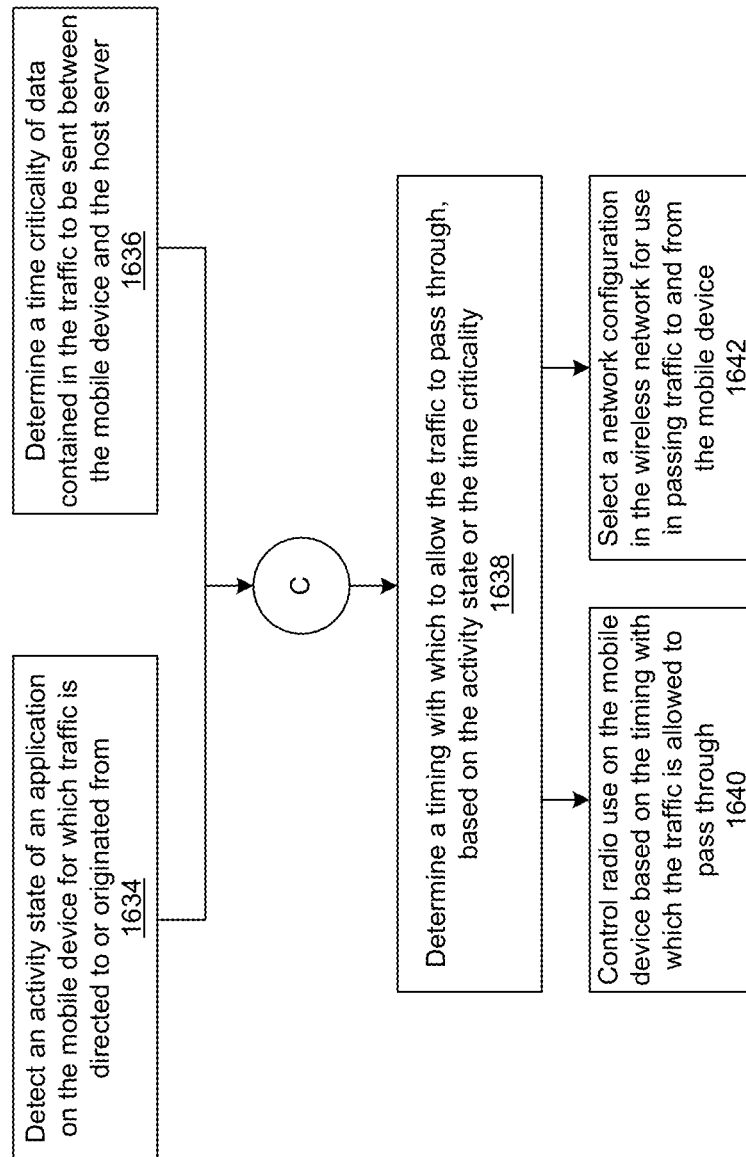 Detect an activity state of an application
on the mobile device for which traffic is
directed to or originated from
1634
Determine a time criticality of data
contained in the traffic to be sent between
the mobile device and the host server
1636
C
Determine a timing with which to allow the traffic to pass through,
based on the activity state or the time criticality
1638
Control radio use on the mobile
device based on the timing with
which the traffic is allowed to
pass through
1640
Select a network configuration
in the wireless network for use
in passing traffic to and from
the mobile device
1642